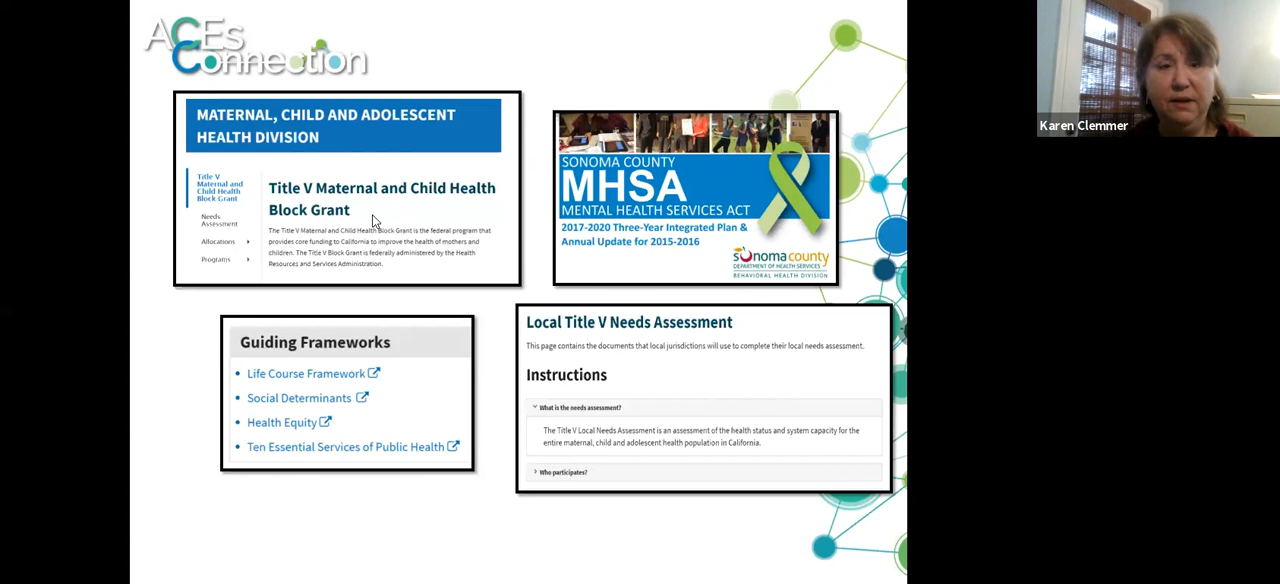 ACEs
Connection
MATERNAL, CHILD AND ADOLESCENT
HEALTH DIVISION
Title V
Maternal and
Child Health
Block Grant
Needs
Assessment
Allocations
Programs
Title V Maternal and Child Health
Block Grant
The Title V Maternal and Child Health Block Grant is the federal program that
provides core funding to California to improve the health of mothers and
children. The Title V Block Grant is federally administered by the Health
Resources and Services Administration.
SONOMA COUNTY
MHSA
MENTAL HEALTH SERVICES ACT
2017-2020 Three-Year Integrated Plan &
Annual Update for 2015-2016
sonoma county
DEPARTMENT OF HEALTH SERVICES
BEHAVIORAL HEALTH DIVISION
Guiding Frameworks
Life Course Framework
Social Determinants
Health Equity
Ten Essential Services of Public Health
Local Title V Needs Assessment
This page contains the documents that local jurisdictions will use to complete their local needs assessment.
Instructions
What is the needs assessment?
The Title V Local Needs Assessment is an assessment of the health status and system capacity for the
entire maternal, child and adolescent health population in California.
Who participates?
Karen Clemmer